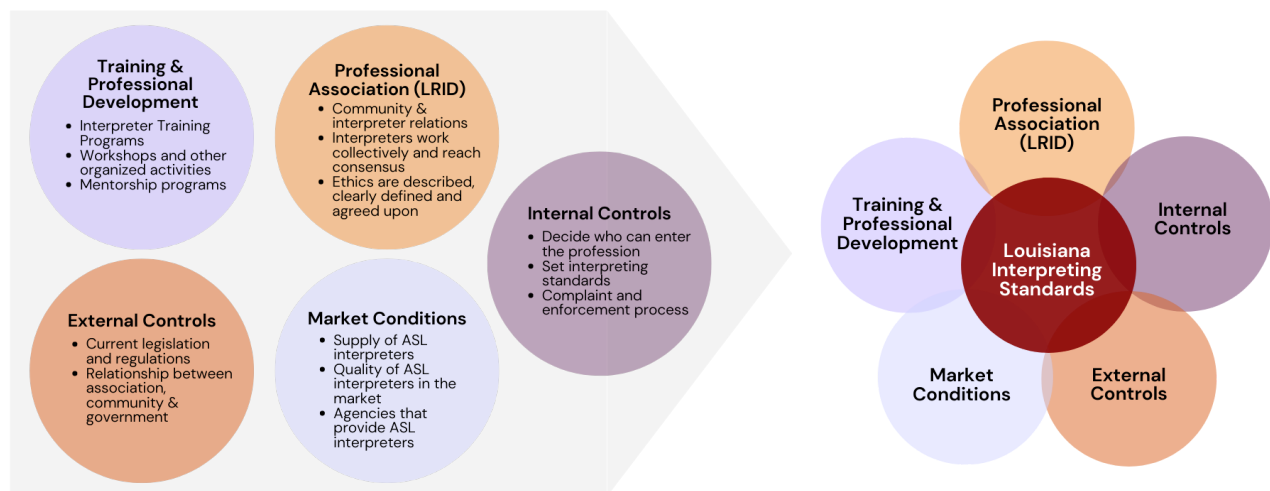 Training &
Professional
Development
• Interpreter Training
Programs
• Workshops and other
organized activities
• Mentorship programs
Professional
Association (LRID)
• Community &
interpreter relations
• Interpreters work
collectively and reach
consensus
• Ethics are described,
clearly defined and
agreed upon
Internal Controls
• Decide who can enter
the profession
• Set interpreting
standards
• Complaint and
enforcement process
External Controls
• Current legislation
and regulations
• Relationship between
association,
community &
government
Market Conditions
• Supply of ASL
interpreters
• Quality of ASL
interpreters in the
market
• Agencies that
provide ASL
interpreters
Professional
Association
(LRID)
Training &
Professional
Development
Internal
Controls
Louisiana
Interpreting
Standards
Market
Conditions
External
Controls